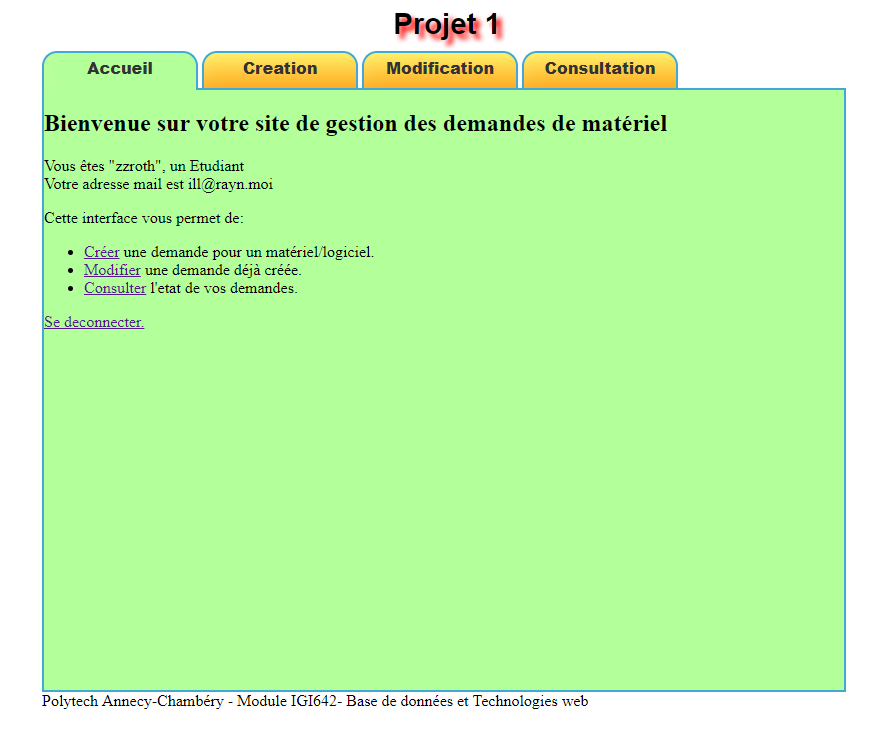 Projet 1
Accueil Creation Modification Consultation
Bienvenue sur votre site de gestion des demandes de matériel
Vous êtes "zzroth", un Etudiant
Votre adresse mail est ill@rayn.moi
Cette interface vous permet de:
• Créer une demande pour un matériel/logiciel.
• Modifier une demande déjà créée.
• Consulter l'etat de vos demandes.
Se deconnecter.
Polytech Annecy-Chambéry - Module IGI642- Base de données et Technologies web